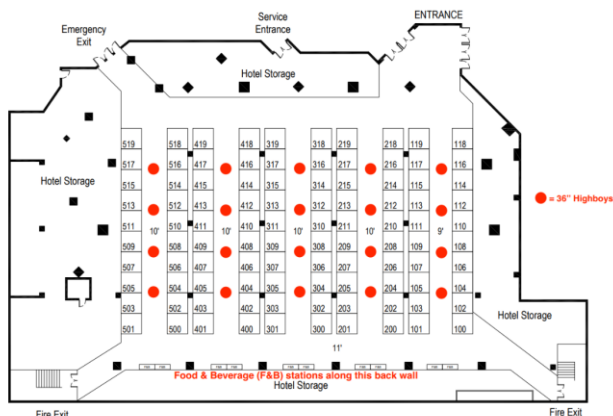 ENTRANCE
Service
Entrance
Emergency
Exit
Hotel Storage
519 518 419 418 319 318 219 218 119 118
517 516 417 416 317 316 217 216 117 116
515 514 415 414 315 314 215 214 115 114
Hotel Storage
= 36" Highboys
513 512 413 412 313 312 213 212 113 112
511 10' 510 411 10' 410 311 10' 310 211 10' 210 111 9' 110
509 508 409 408 309 308 209 208 109 108
507 506 407 406 307 306 207 206 107 106
505 504 405 404 305 304 205 204 105 104
503 502 403 402 303 302 203 202 103 102
Hotel Storage
501 500 401 400 301 300 201 200 101 100
11'
Food & Beverage (F&B) stations along this back wall
Hotel Storage
Fire Exit
Fire Exit